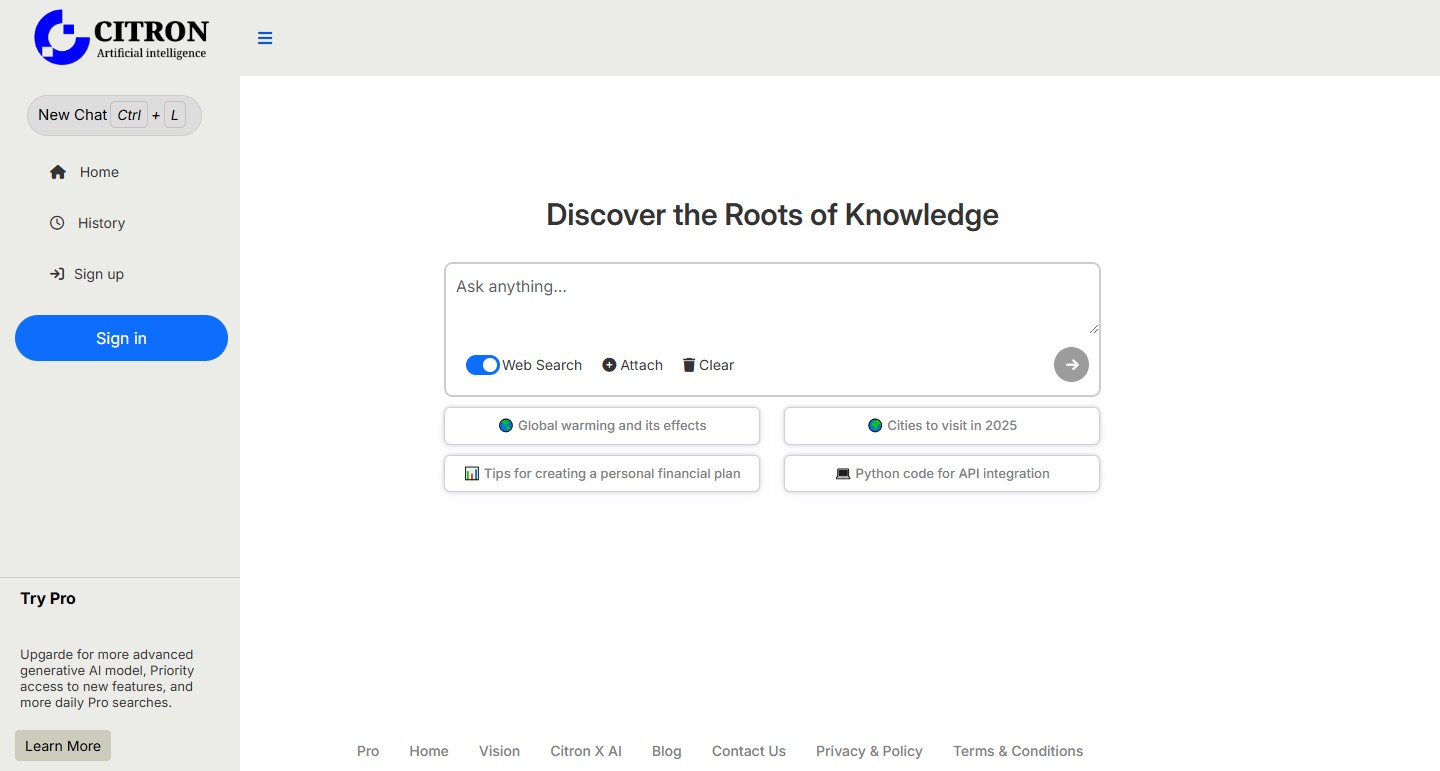 CITRON
Artificial intelligence
New Chat Ctrl + L
Home
History
Sign up
Sign in
Try Pro
Upgarde for more advanced
generative AI model, Priority
access to new features, and
more daily Pro searches.
Learn More
Discover the Roots of Knowledge
Ask anything...
Web Search Attach Clear
Global warming and its effects
Cities to visit in 2025
Tips for creating a personal financial plan
Python code for API integration
Pro Home Vision Citron X AI Blog Contact Us Privacy & Policy Terms & Conditions